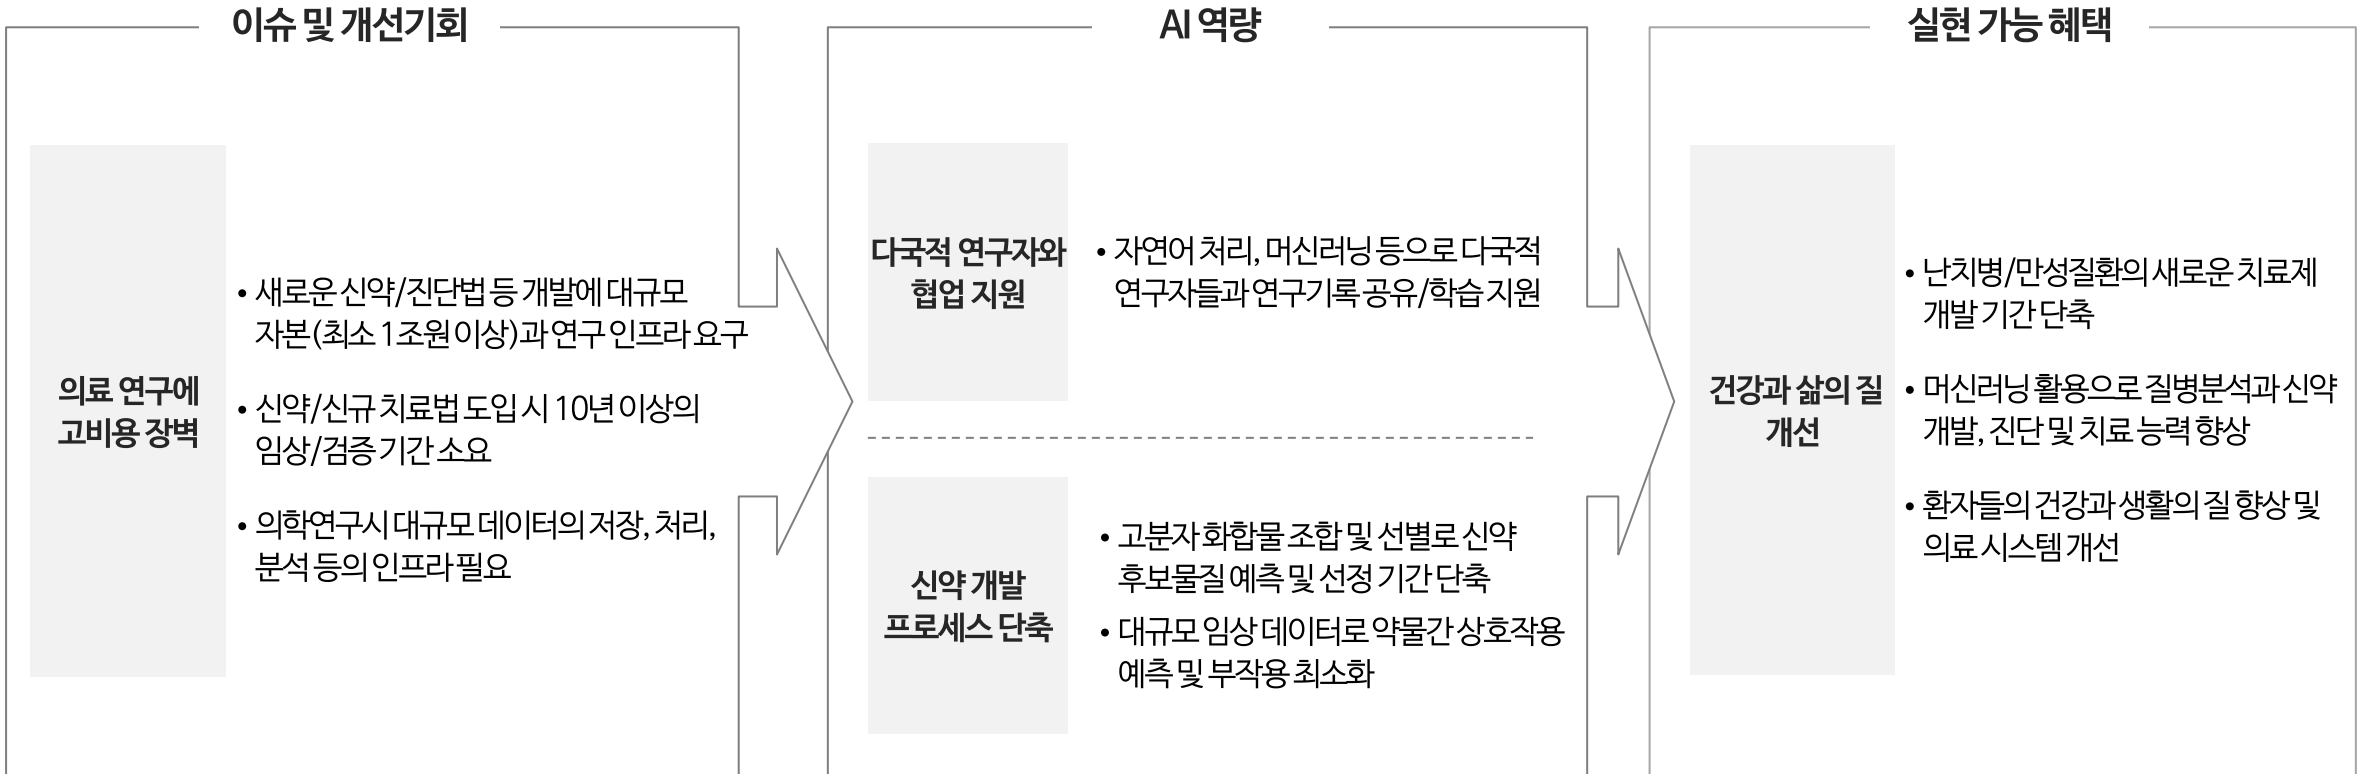 이슈 및 개선기회
의료 연구에
고비용 장벽
• 새로운 신약/진단법 등 개발에 대규모
자본(최소 1조원 이상)과 연구 인프라 요구
• 신약/신규 치료법 도입 시 10년 이상의
임상/검증 기간 소요
• 의학연구시 대규모 데이터의 저장, 처리,
분석 등의 인프라 필요
AI 역량
다국적 연구자와
협업 지원
• 자연어 처리, 머신러닝 등으로 다국적
연구자들과 연구기록 공유/학습 지원
신약 개발
프로세스 단축
• 고분자 화합물 조합 및 선별로 신약
후보물질 예측 및 선정 기간 단축
• 대규모 임상 데이터로 약물간 상호작용
예측 및 부작용 최소화
실현 가능 혜택
건강과 삶의 질
개선
• 난치병/만성질환의 새로운 치료제
개발 기간 단축
• 머신러닝 활용으로 질병분석과 신약
개발, 진단 및 치료 능력 향상
• 환자들의 건강과 생활의 질 향상 및
의료 시스템 개선